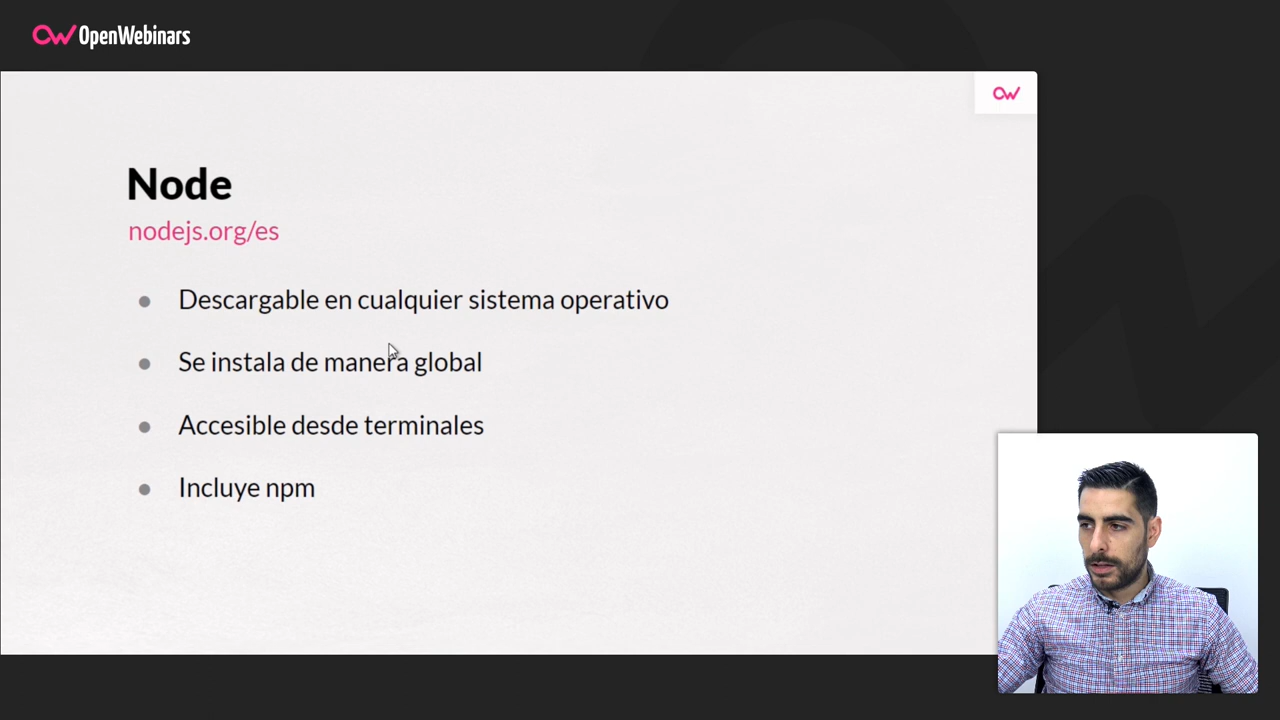 OpenWebinars
Node
nodejs.org/es
Descargable en cualquier sistema operativo
Se instala de manera global
Accesible desde terminales
Incluye npm